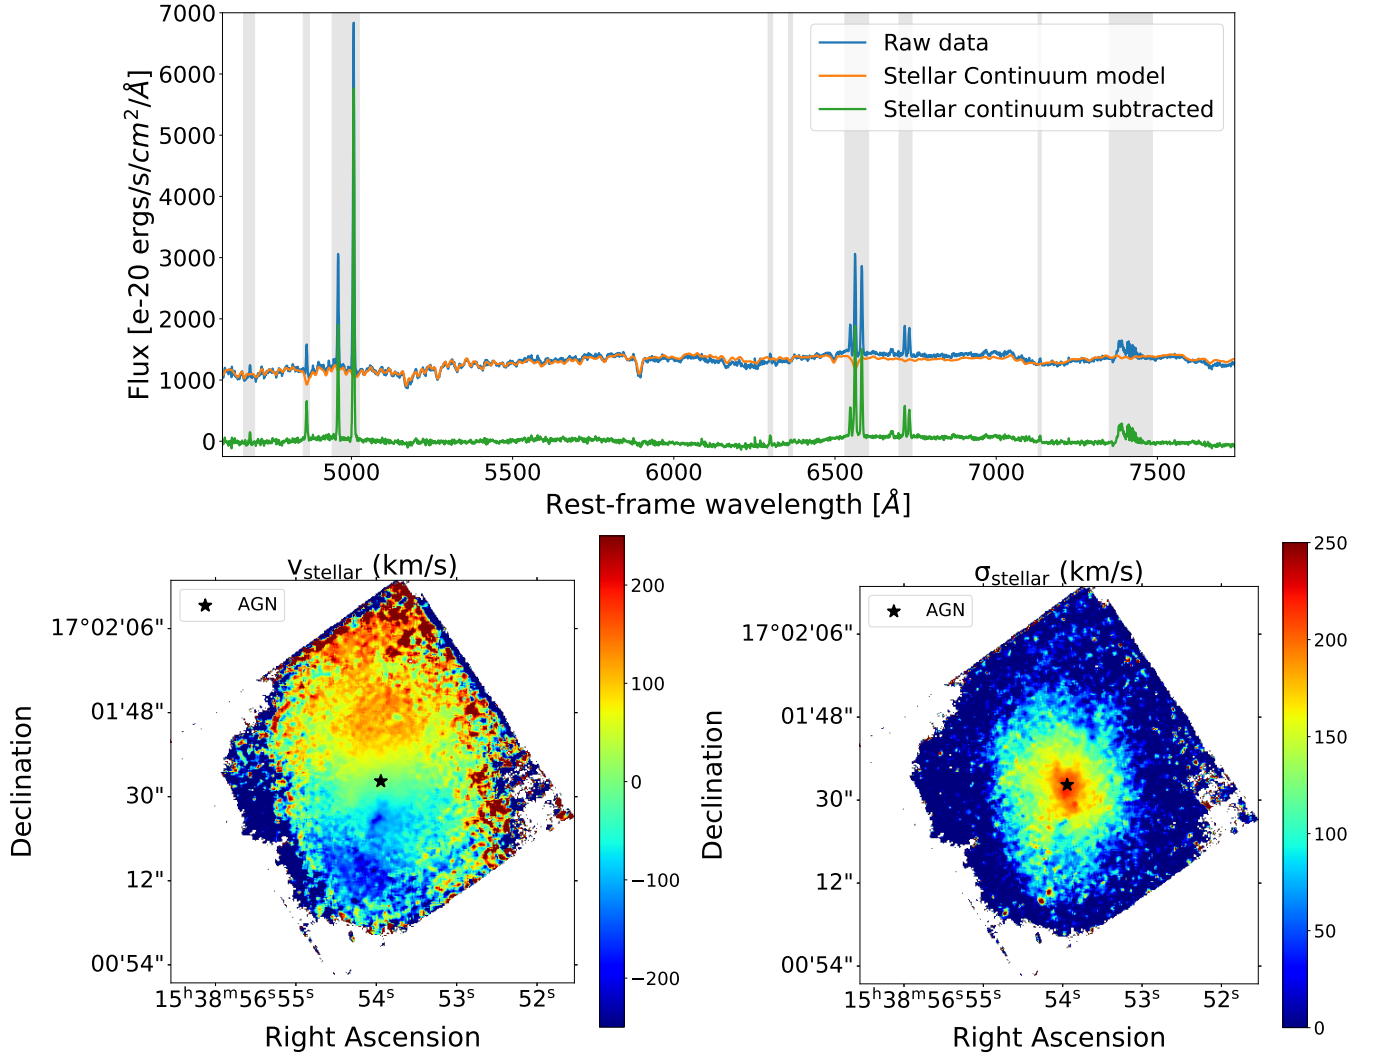 7000
6000
5000
4000
3000
2000
1000
0
Flux [e-20 ergs/s/cm²/Å]
Raw data
Stellar Continuum model
Stellar continuum subtracted
5000 5500 6000 6500 7000 7500
Rest-frame wavelength [Å]
v_stellar (km/s)
AGN
17°02'06"
01'48"
30"
12"
00'54"
Declination
15ʰ38ᵐ56ˢ 55ˢ 54ˢ 53ˢ 52ˢ
Right Ascension
200
100
0
−100
−200
σ_stellar (km/s)
AGN
17°02'06"
01'48"
30"
12"
00'54"
Declination
15ʰ38ᵐ56ˢ 55ˢ 54ˢ 53ˢ 52ˢ
Right Ascension
250
200
150
100
50
0